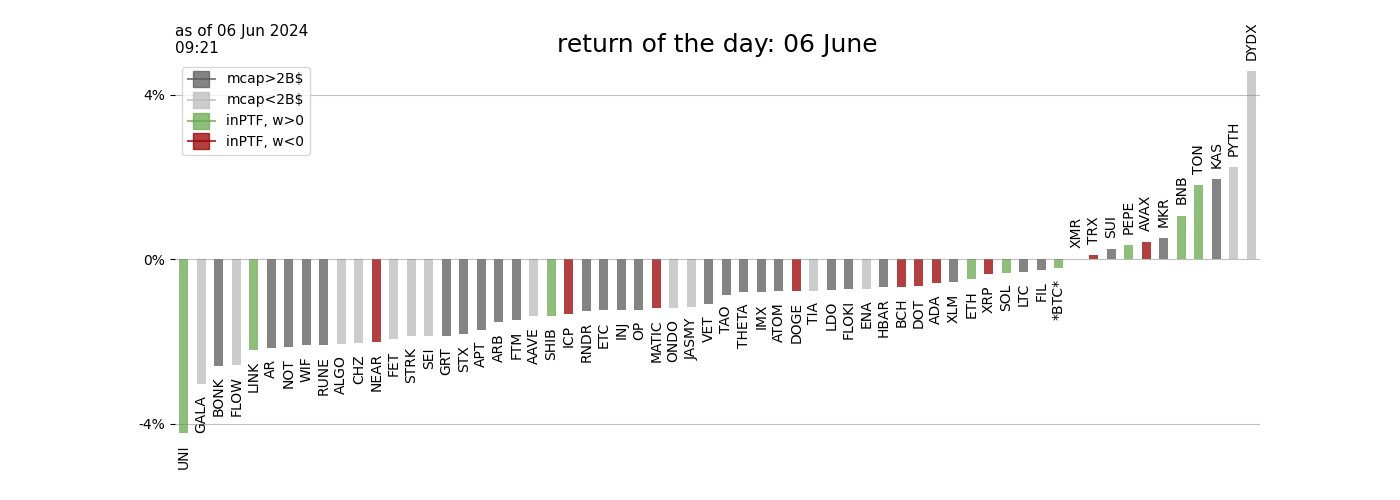 as of 06 Jun 2024
09:21
return of the day: 06 June
mcap>2B$
mcap<2B$
inPTF, w>0
inPTF, w<0
4%
0%
-4%
UNI
GALA
BONK
FLOW
LINK
AR
NOT
WIF
RUNE
ALGO
CHZ
NEAR
FET
STRK
SEI
GRT
STX
APT
ARB
FTM
AAVE
SHIB
ICP
RNDR
ETC
INJ
OP
MATIC
ONDO
JASMY
VET
TAO
THETA
IMX
ATOM
DOGE
TIA
LDO
FLOKI
ENA
HBAR
BCH
DOT
ADA
XLM
ETH
XRP
SOL
LTC
FIL
*BTC*
XMR
TRX
SUI
PEPE
AVAX
MKR
BNB
TON
KAS
PYTH
DYDX